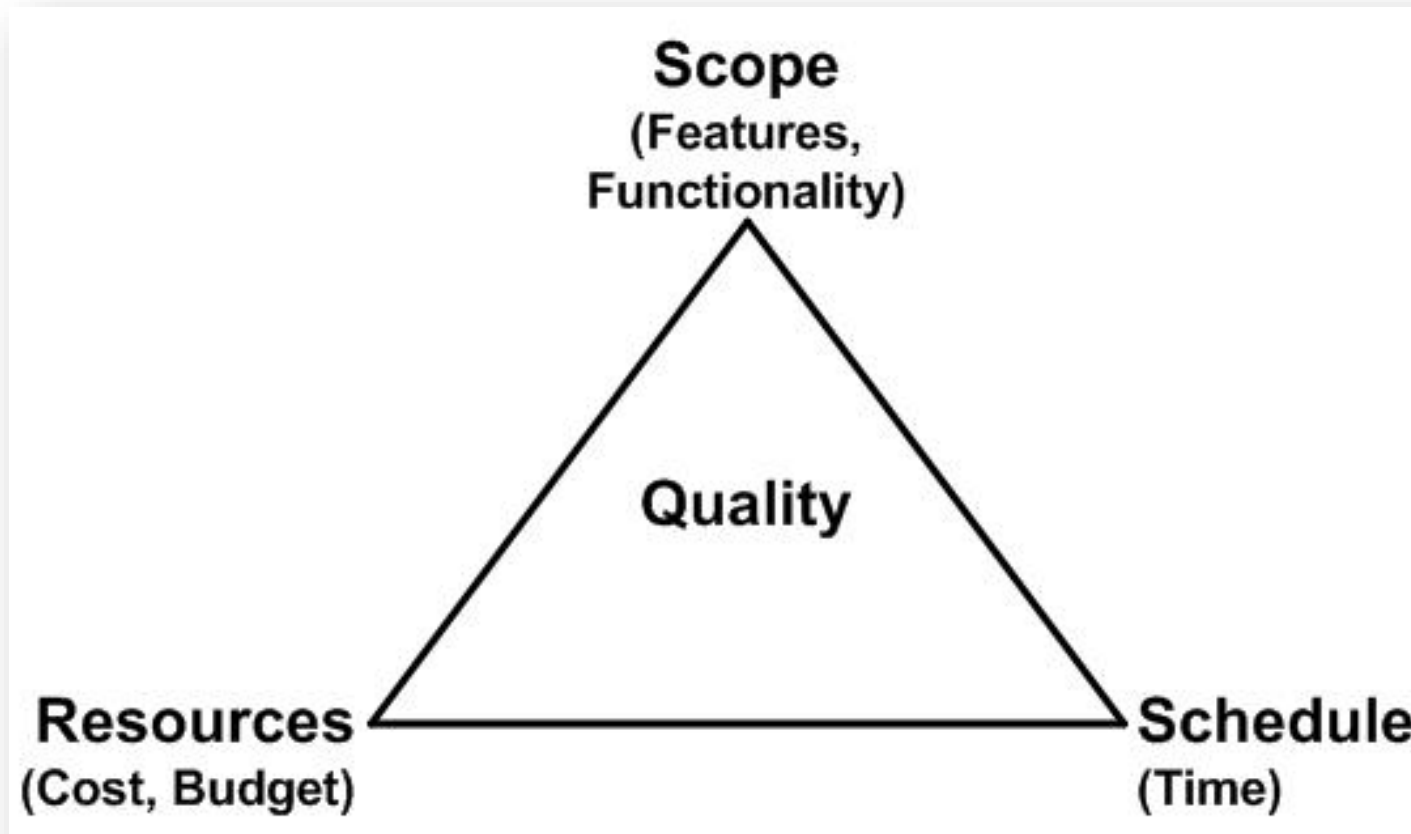 Scope
(Features,
Functionality)
Quality
Resources
(Cost, Budget)
Schedule
(Time)